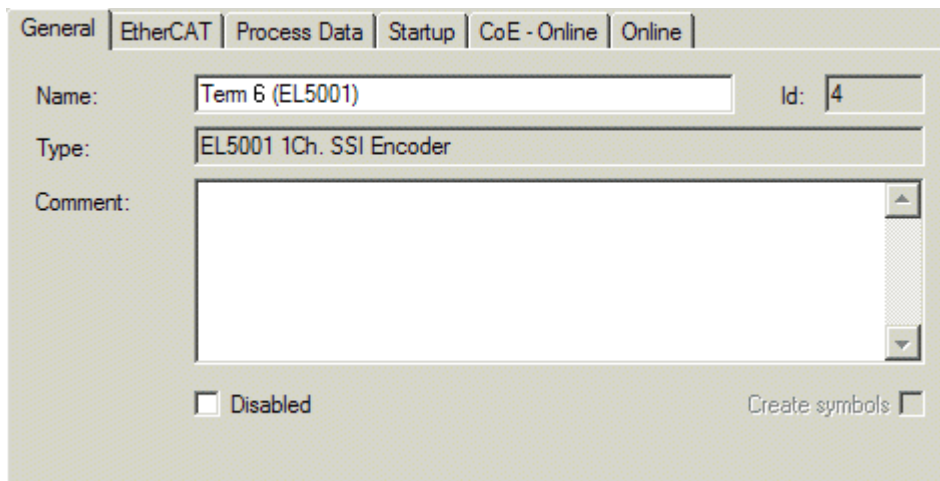 General EtherCAT Process Data Startup CoE - Online Online
Name: Term 6 (EL5001) Id: 4
Type: EL5001 1Ch. SSI Encoder
Comment:
Disabled Create symbols